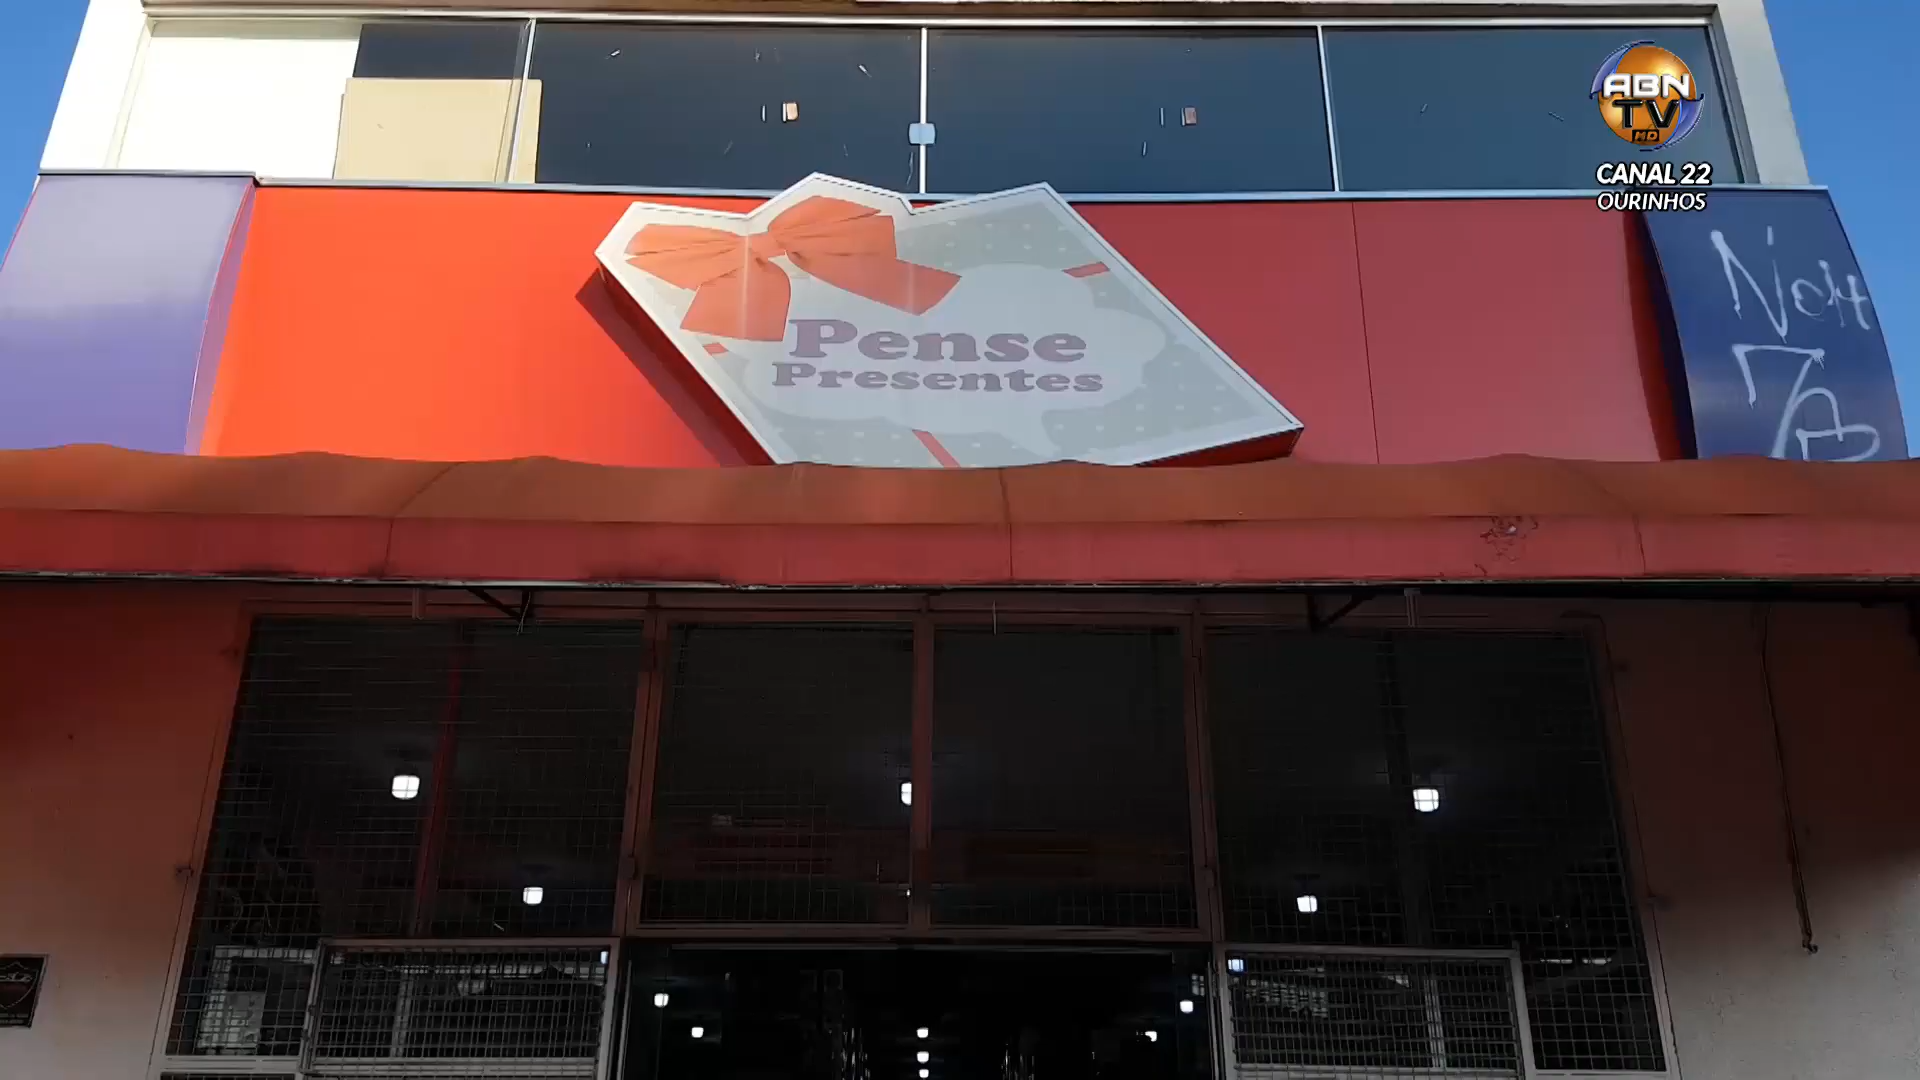 ABN
TV
HD
CANAL 22
OURINHOS
Pense
Presentes